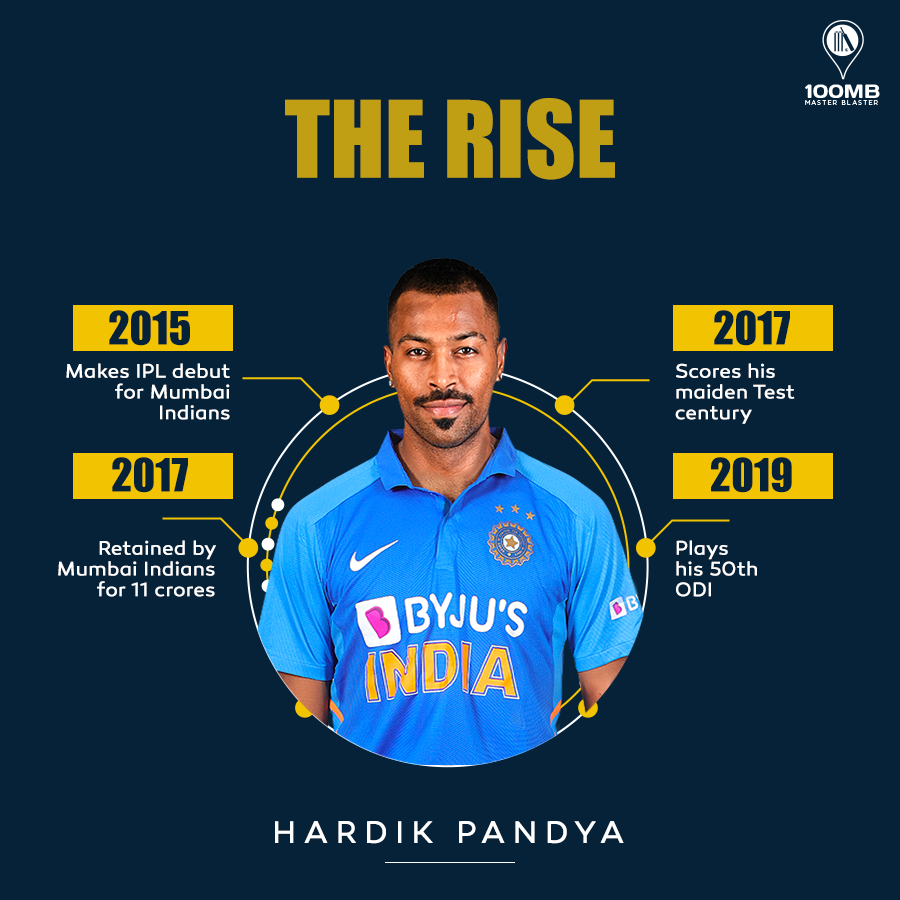 100MB
MASTER BLASTER
THE RISE
2015
Makes IPL debut
for Mumbai
Indians
2017
Retained by
Mumbai Indians
for 11 crores
2017
Scores his
maiden Test
century
2019
Plays
his 50th
ODI
BYJU'S
INDIA
B
HARDIK PANDYA